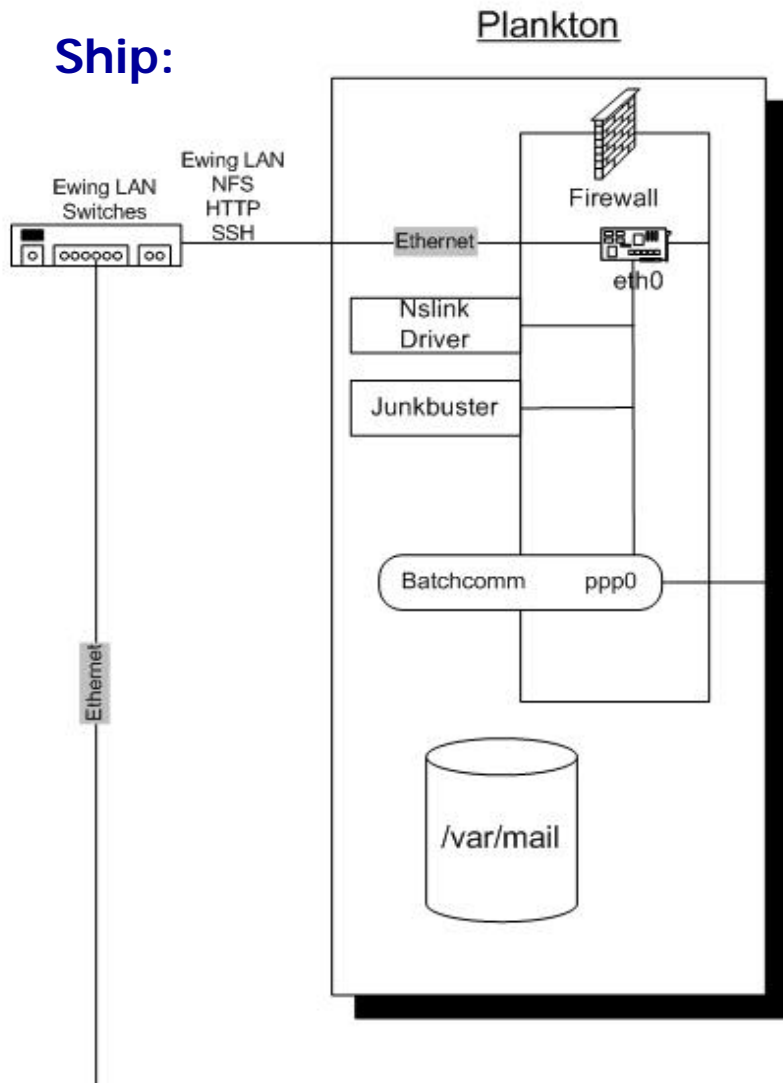 Plankton
Ship:
Ewing LAN
NFS
HTTP
SSH
Ewing LAN
Switches
Firewall
Ethernet
eth0
Nslink
Driver
Junkbuster
Batchcomm
ppp0
Ethernet
/var/mail